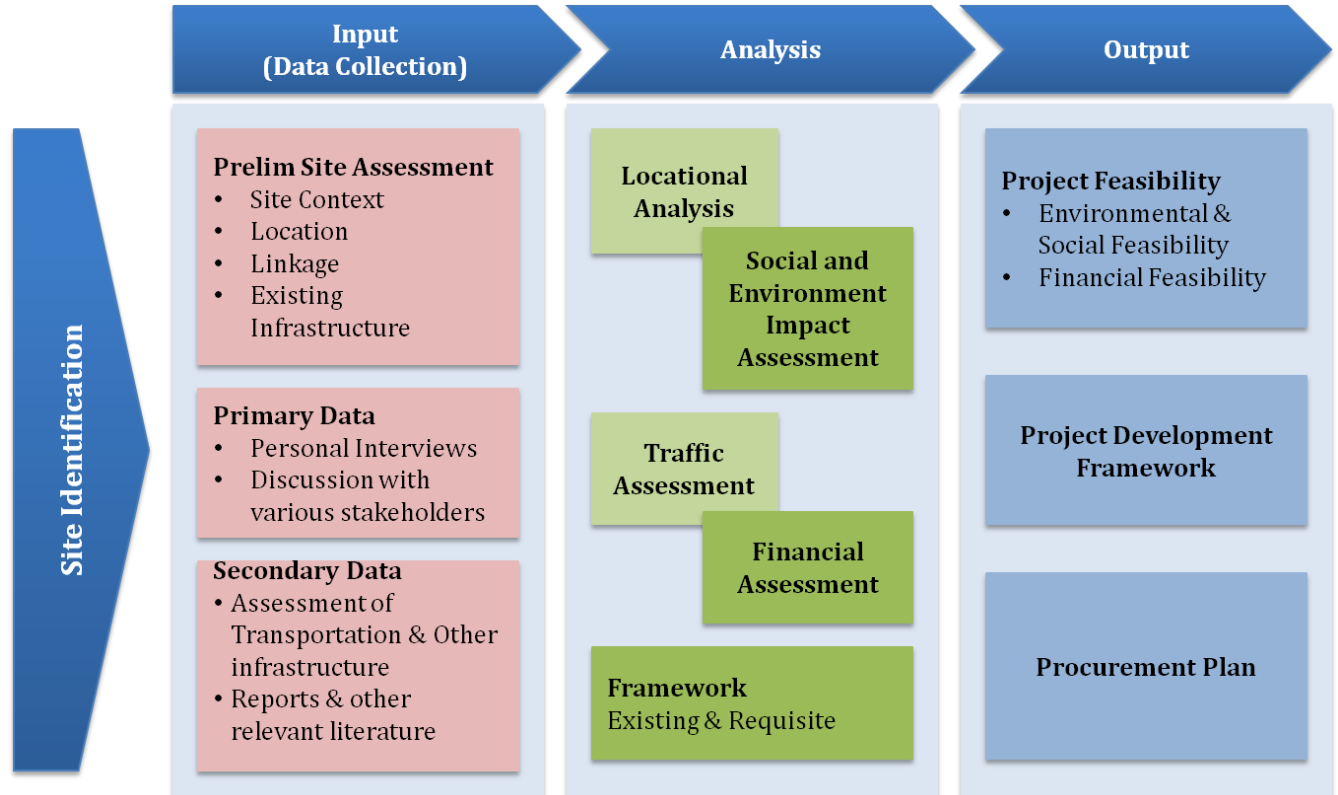 Input
(Data Collection)
Analysis
Output
Site Identification
Prelim Site Assessment
• Site Context
• Location
• Linkage
• Existing
Infrastructure
Primary Data
• Personal Interviews
• Discussion with
various stakeholders
Secondary Data
• Assessment of
Transportation & Other
infrastructure
• Reports & other
relevant literature
Locational
Analysis
Social and
Environment
Impact
Assessment
Traffic
Assessment
Financial
Assessment
Framework
Existing & Requisite
Project Feasibility
• Environmental &
Social Feasibility
• Financial Feasibility
Project Development
Framework
Procurement Plan